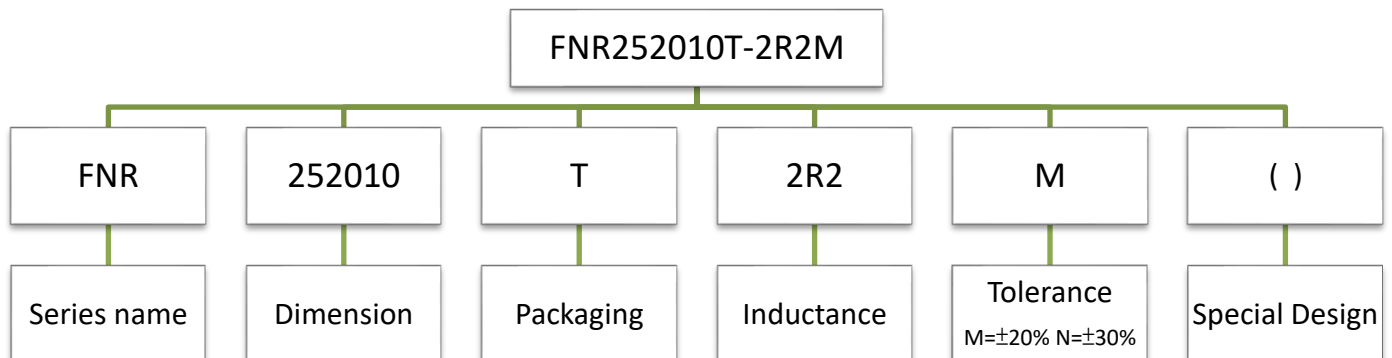 FNR252010T-2R2M
FNR
252010
T
2R2
M
( )
Series name
Dimension
Packaging
Inductance
Tolerance
M=±20% N=±30%
Special Design